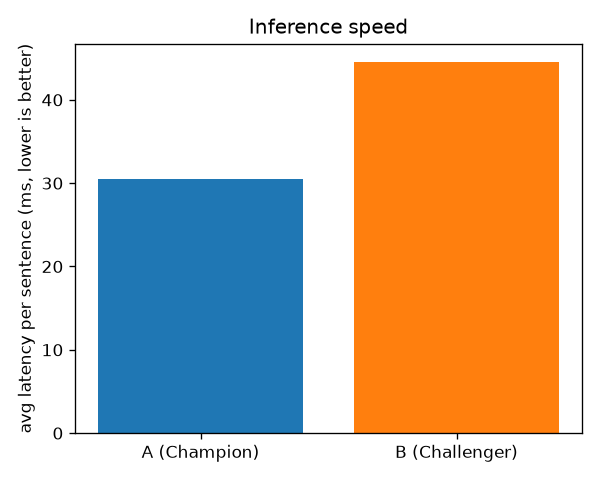 Inference speed
avg latency per sentence (ms, lower is better)
40
30
20
10
0
A (Champion)
B (Challenger)